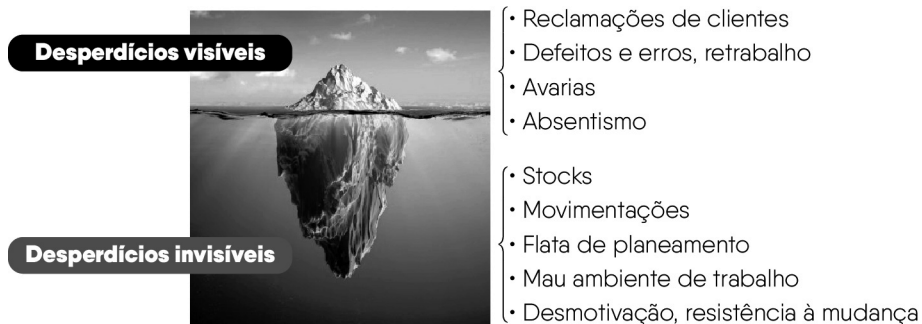 Desperdícios visíveis
• Reclamações de clientes
• Defeitos e erros, retrabalho
• Avarias
• Absentismo
Desperdícios invisíveis
• Stocks
• Movimentações
• Flata de planeamento
• Mau ambiente de trabalho
• Desmotivação, resistência à mudança